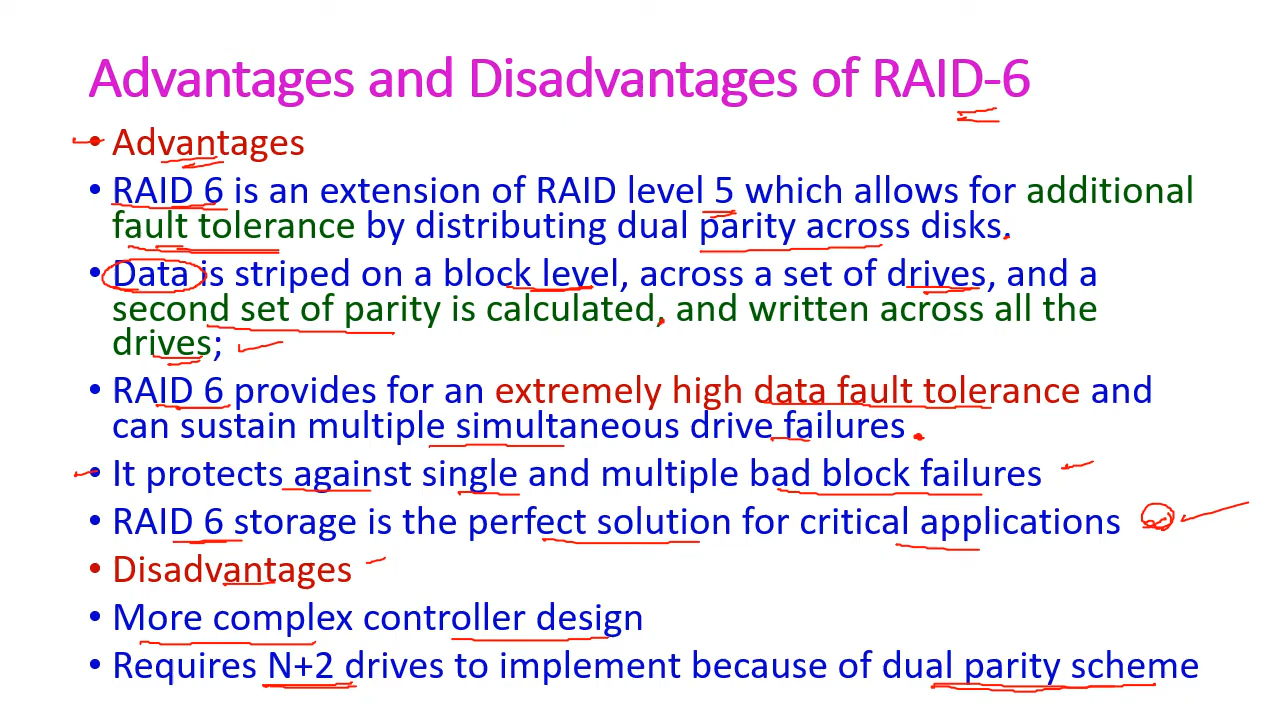 Advantages and Disadvantages of RAID-6
• Advantages
• RAID 6 is an extension of RAID level 5 which allows for additional
fault tolerance by distributing dual parity across disks.
• Data is striped on a block level, across a set of drives, and a
second set of parity is calculated, and written across all the
drives;
• RAID 6 provides for an extremely high data fault tolerance and
can sustain multiple simultaneous drive failures .
• It protects against single and multiple bad block failures
• RAID 6 storage is the perfect solution for critical applications
• Disadvantages
• More complex controller design
• Requires N+2 drives to implement because of dual parity scheme